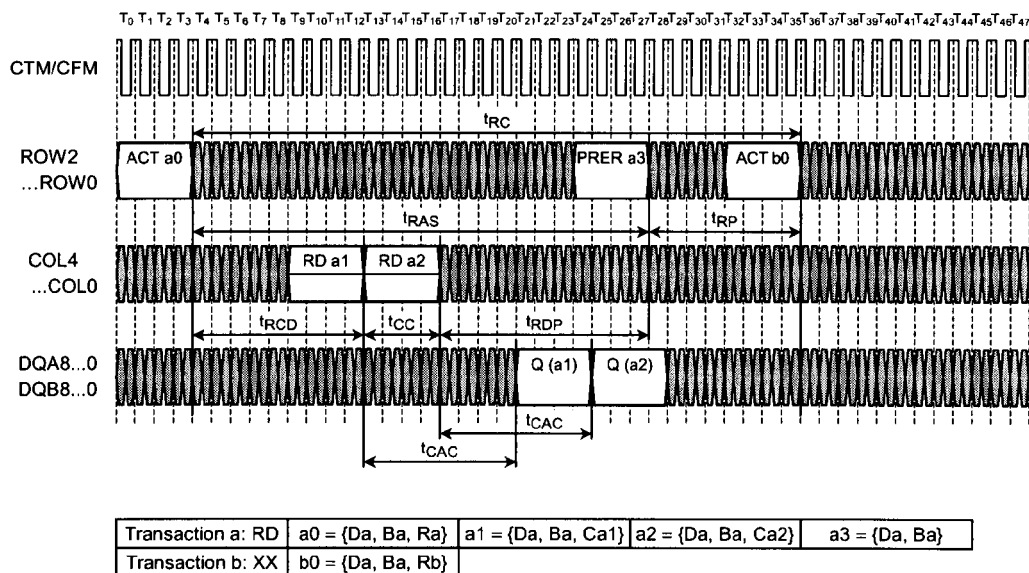 T0 T1 T2 T3 T4 T5 T6 T7 T8 T9 T10 T11 T12 T13 T14 T15 T16 T17 T18 T19 T20 T21 T22 T23 T24 T25 T26 T27 T28 T29 T30 T31 T32 T33 T34 T35 T36 T37 T38 T39 T40 T41 T42 T43 T44 T45 T46 T47
CTM/CFM
tRC
ROW2
...ROW0
ACT a0
PRER a3
ACT b0
tRAS
tRP
COL4
...COL0
RD a1
RD a2
tRCD
tCC
tRDP
DQA8...0
DQB8...0
Q (a1)
Q (a2)
tCAC
tCAC
Transaction a: RD a0 = {Da, Ba, Ra} a1 = {Da, Ba, Ca1} a2 = {Da, Ba, Ca2} a3 = {Da, Ba}
Transaction b: XX b0 = {Da, Ba, Rb}